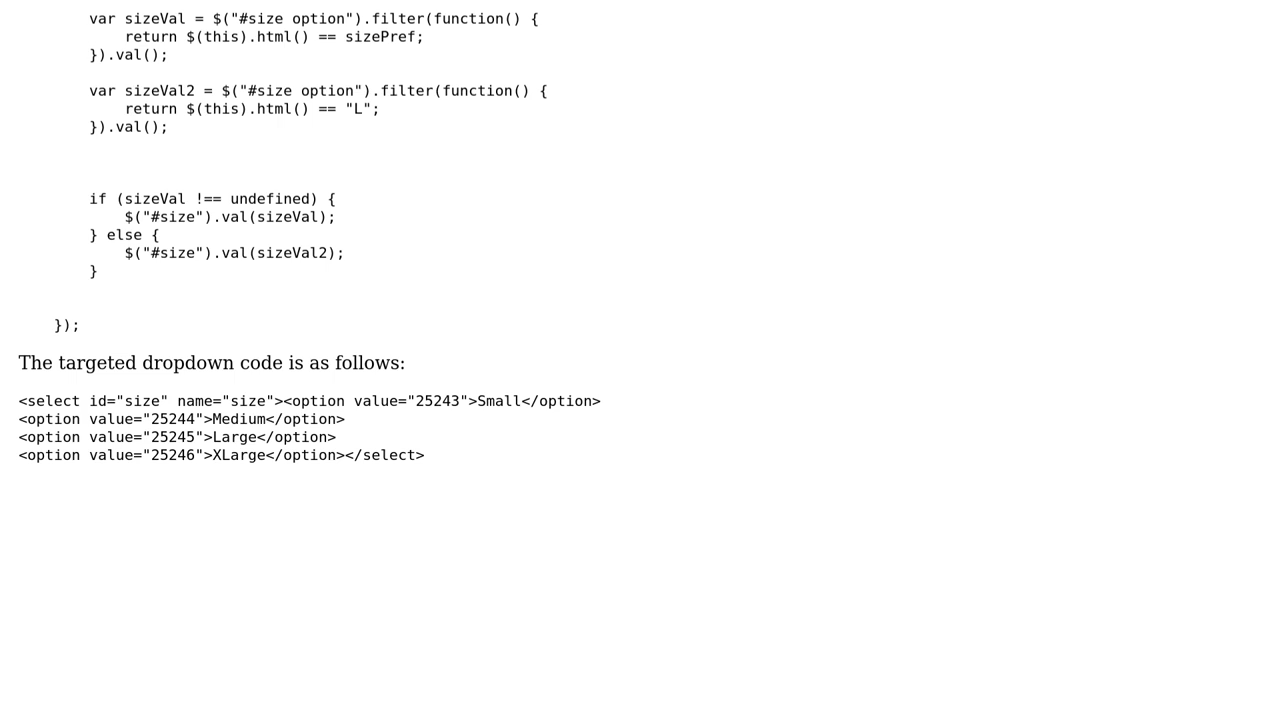 var sizeVal = $("#size option").filter(function() {
return $(this).html() == sizePref;
}).val();
var sizeVal2 = $("#size option").filter(function() {
return $(this).html() == "L";
}).val();
if (sizeVal !== undefined) {
$("#size").val(sizeVal);
} else {
$("#size").val(sizeVal2);
}
});
The targeted dropdown code is as follows:
<select id="size" name="size"><option value="25243">Small</option>
<option value="25244">Medium</option>
<option value="25245">Large</option>
<option value="25246">XLarge</option></select>